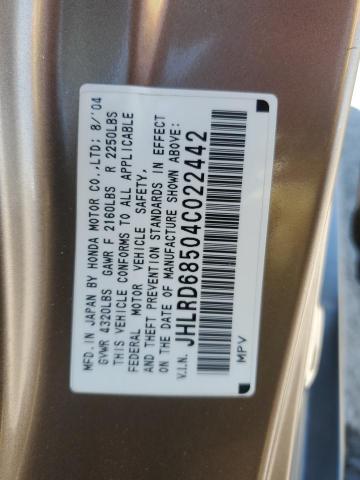 MFD.IN JAPAN BY HONDA MOTOR CO.,LTD: 8/'04
GVWR 4320LBS GAWR F 2160LBS R 2250LBS
THIS VEHICLE CONFORMS TO ALL APPLICABLE
FEDERAL MOTOR VEHICLE SAFETY,
AND THEFT PREVENTION STANDARDS IN EFFECT
ON THE DATE OF MANUFACTURE SHOWN ABOVE:
V.I.N. JHLRD68504C022442
MPV